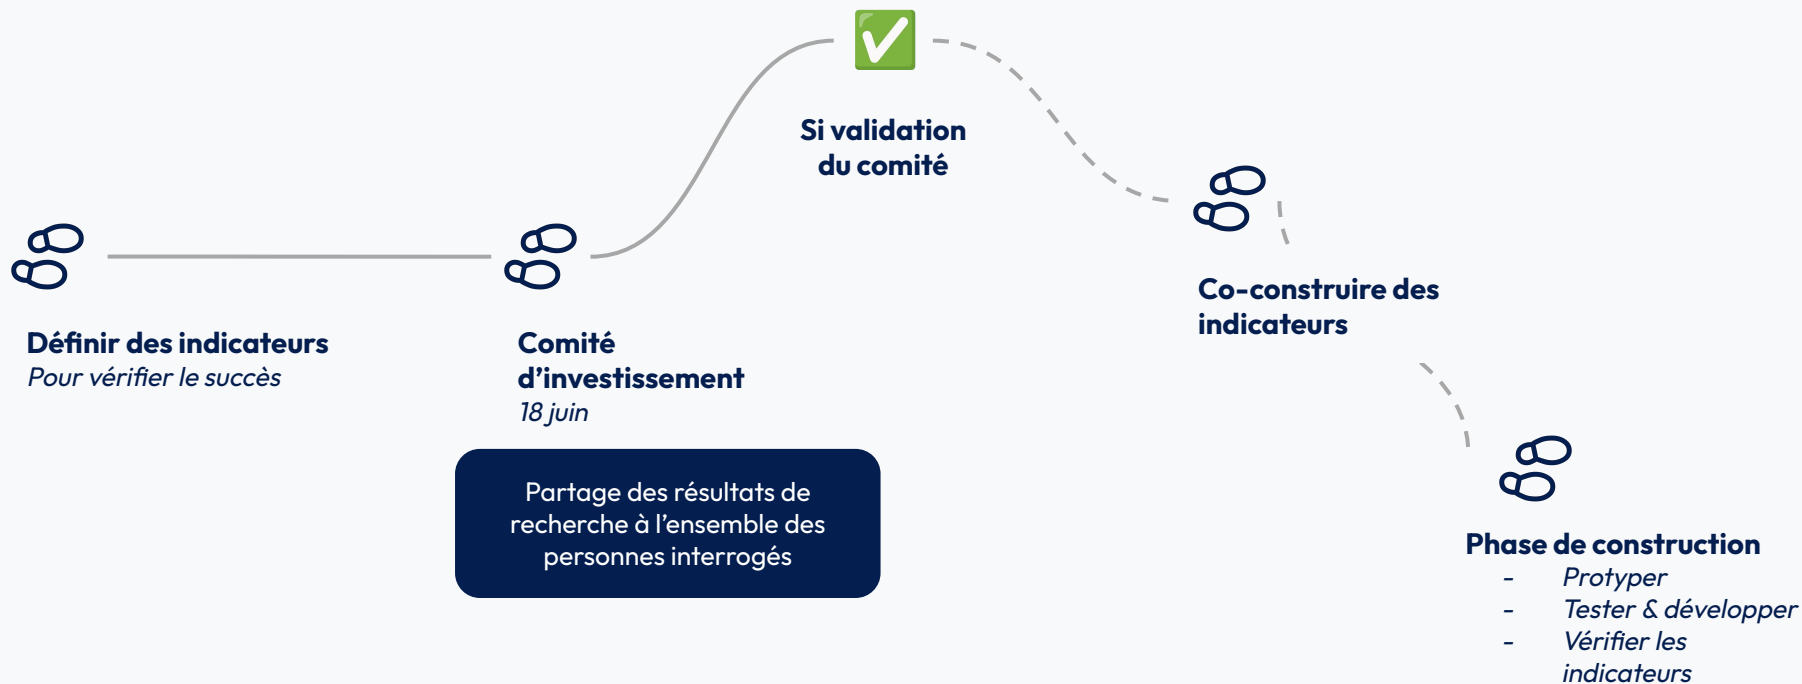 Si validation
du comité
Définir des indicateurs
Pour vérifier le succès
Comité
d’investissement
18 juin
Partage des résultats de
recherche à l’ensemble des
personnes interrogés
Co-construire des
indicateurs
Phase de construction
- Protyper
- Tester & développer
- Vérifier les
indicateurs